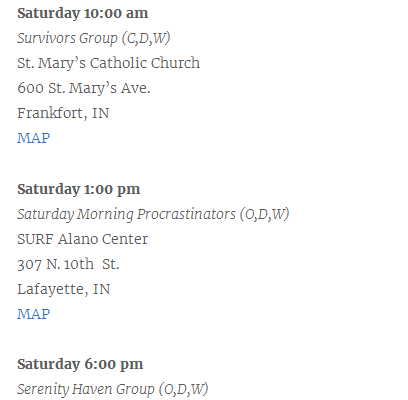 Saturday 10:00 am
Survivors Group (C,D,W)
St. Mary’s Catholic Church
600 St. Mary’s Ave.
Frankfort, IN
MAP
Saturday 1:00 pm
Saturday Morning Procrastinators (O,D,W)
SURF Alano Center
307 N. 10th  St.
Lafayette, IN
MAP
Saturday 6:00 pm
Serenity Haven Group (O,D,W)